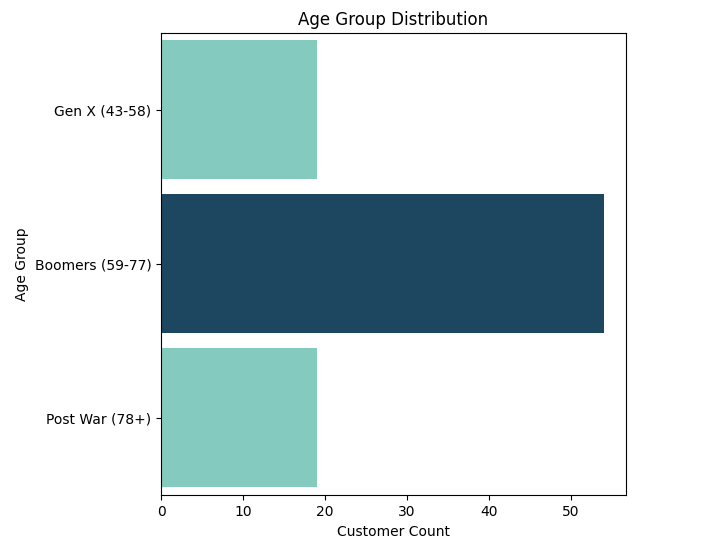 Age Group Distribution
Gen X (43-58)
Boomers (59-77)
Post War (78+)
Age Group
0 10 20 30 40 50
Customer Count